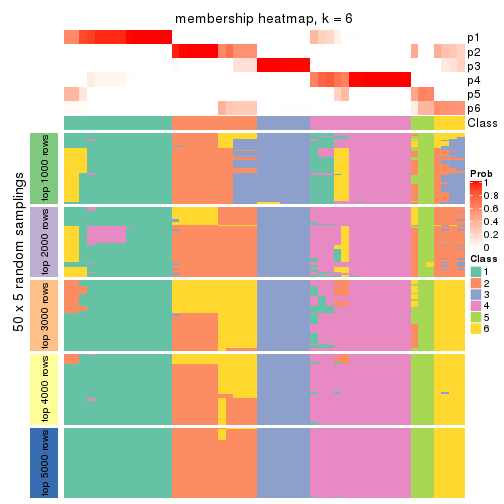 membership heatmap, k = 6
p1
p2
p3
p4
p5
p6
Class
50 x 5 random samplings
top 1000 rows
top 2000 rows
top 3000 rows
top 4000 rows
top 5000 rows
Prob
1
0.8
0.6
0.4
0.2
0
Class
1
2
3
4
5
6